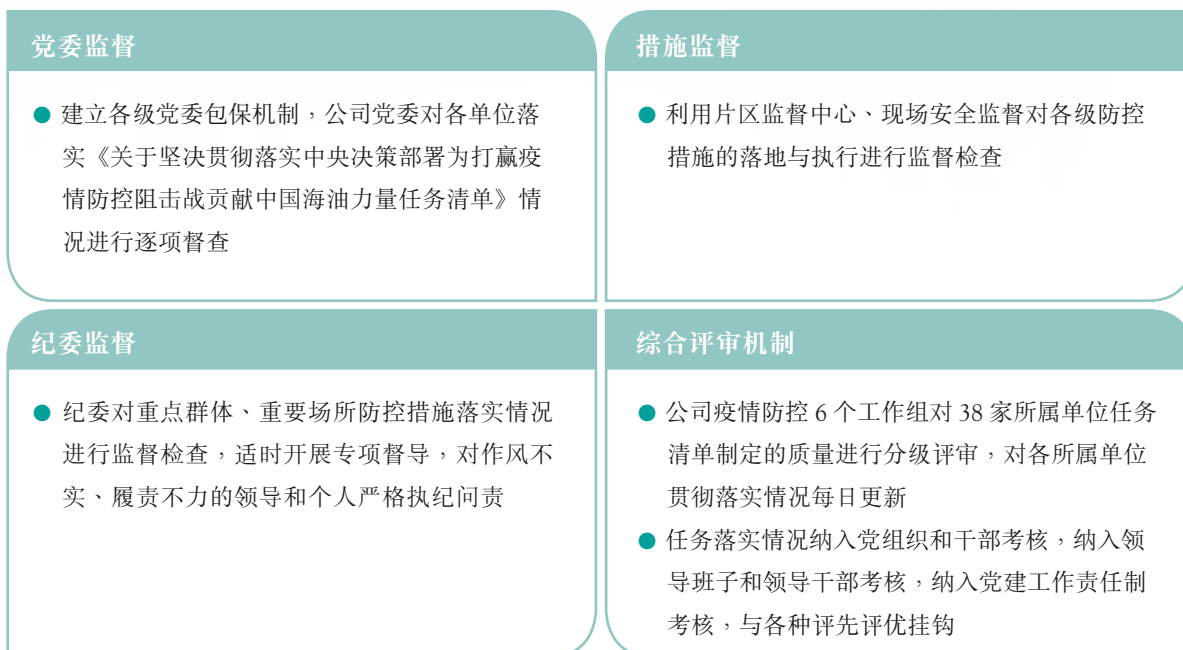 党委监督
● 建立各级党委包保机制，公司党委对各单位落
实《关于坚决贯彻落实中央决策部署为打赢疫
情防控阻击战贡献中国海油力量任务清单》情
况进行逐项督查
措施监督
● 利用片区监督中心、现场安全监督对各级防控
措施的落地与执行进行监督检查
纪委监督
● 纪委对重点群体、重要场所防控措施落实情况
进行监督检查，适时开展专项督导，对作风不
实、履责不力的领导和个人严格执纪问责
综合评审机制
● 公司疫情防控 6 个工作组对 38 家所属单位任务
清单制定的质量进行分级评审，对各所属单位
贯彻落实情况每日更新
● 任务落实情况纳入党组织和干部考核，纳入领
导班子和领导干部考核，纳入党建工作责任制
考核，与各种评先评优挂钩